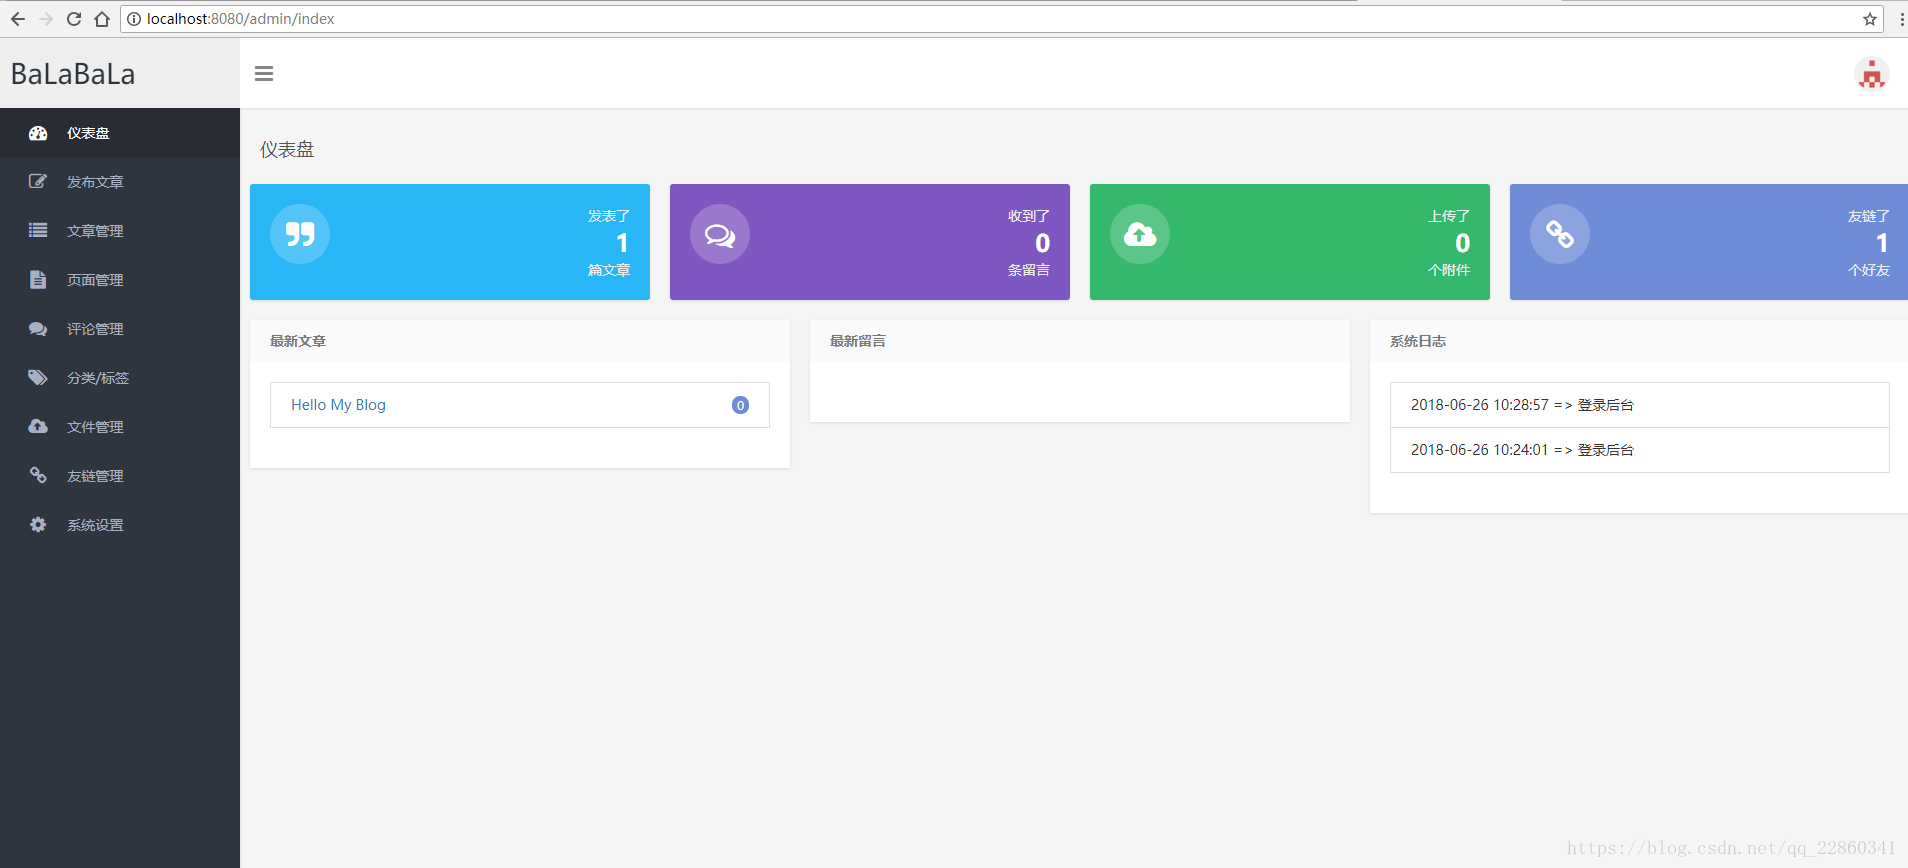 localhost:8080/admin/index
BaLaBaLa
仪表盘
发布文章
文章管理
页面管理
评论管理
分类/标签
文件管理
友链管理
系统设置
仪表盘
发表了
1
篇文章
收到了
0
条留言
上传了
0
个附件
友链了
1
个好友
最新文章
Hello My Blog 0
最新留言
系统日志
2018-06-26 10:28:57 => 登录后台
2018-06-26 10:24:01 => 登录后台
https://blog.csdn.net/qq_22860341